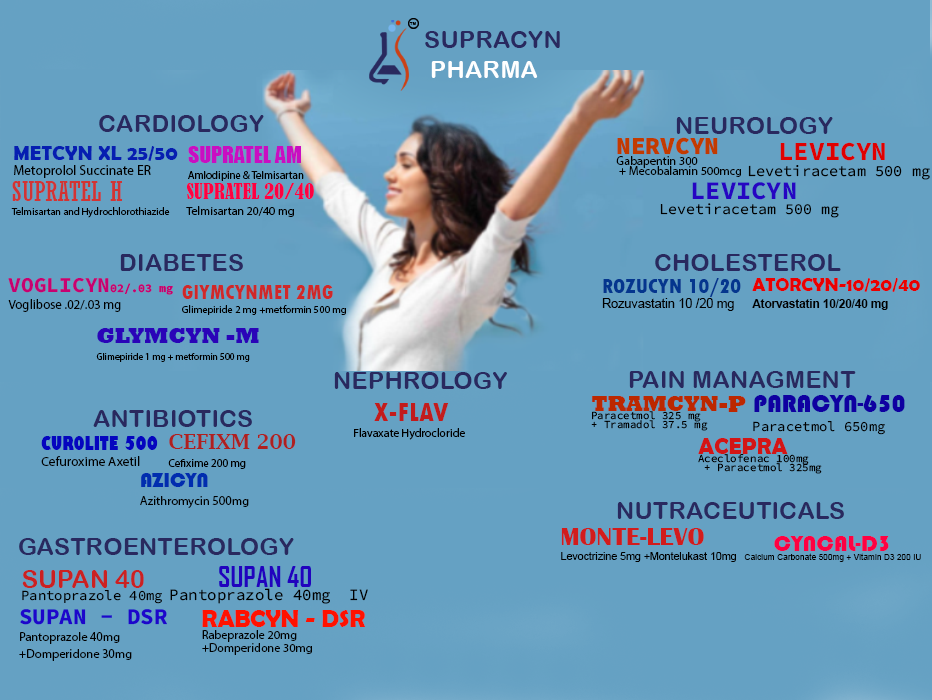 TM
SUPRACYN
PHARMA
CARDIOLOGY
METCYN XL 25/50
Metoprolol Succinate ER
SUPRATEL AM
Amlodipine & Telmisartan
SUPRATEL H
Telmisartan and Hydrochlorothiazide
SUPRATEL 20/40
Telmisartan 20/40 mg
DIABETES
VOGLICYN02/.03 mg
Voglibose .02/.03 mg
GlYMCYNMET 2MG
Glimepiride 2 mg +metformin 500 mg
GLYMCYN -M
Glimepiride 1 mg + metformin 500 mg
ANTIBIOTICS
CUROLITE 500
Cefuroxime Axetil
CEFIXM 200
Cefixime 200 mg
AZICYN
Azithromycin 500mg
GASTROENTEROLOGY
SUPAN 40
Pantoprazole 40mg
SUPAN 40
Pantoprazole 40mg IV
SUPAN - DSR
Pantoprazole 40mg
+Domperidone 30mg
RABCYN - DSR
Rabeprazole 20mg
+Domperidone 30mg
NEPHROLOGY
X-FLAV
Flavaxate Hydrocloride
NEUROLOGY
NERVCYN
Gabapentin 300
+ Mecobalamin 500mcg
LEVICYN
Levetiracetam 500 mg
LEVICYN
Levetiracetam 500 mg
CHOLESTEROL
ROZUCYN 10/20
Rozuvastatin 10 /20 mg
ATORCYN-10/20/40
Atorvastatin 10/20/40 mg
PAIN MANAGMENT
TRAMCYN-P
Paracetmol 325 mg
+ Tramadol 37.5 mg
PARACYN-650
Paracetmol 650mg
ACEPRA
Aceclofenac 100mg
+ Paracetmol 325mg
NUTRACEUTICALS
MONTE-LEVO
Levoctrizine 5mg +Montelukast 10mg
CYNCAL-D3
Calcium Carbonate 500mg + Vitamin D3 200 IU